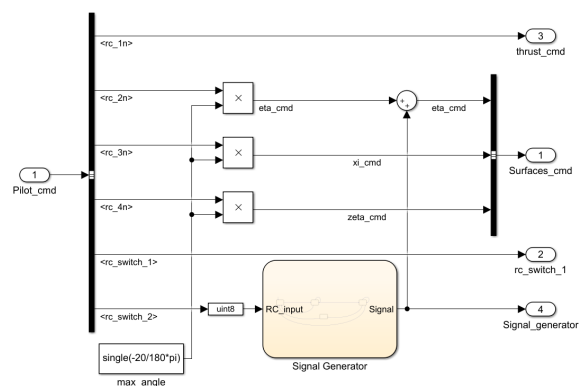 <rc_1n>
3
thrust_cmd
<rc_2n>
×
eta_cmd
+
+
eta_cmd
<rc_3n>
×
xi_cmd
1
Pilot_cmd
1
Surfaces_cmd
<rc_4n>
×
zeta_cmd
<rc_switch_1>
2
rc_switch_1
<rc_switch_2>
uint8
RC_input
Signal
4
Signal_generator
single(-20/180*pi)
max_angle
Signal Generator